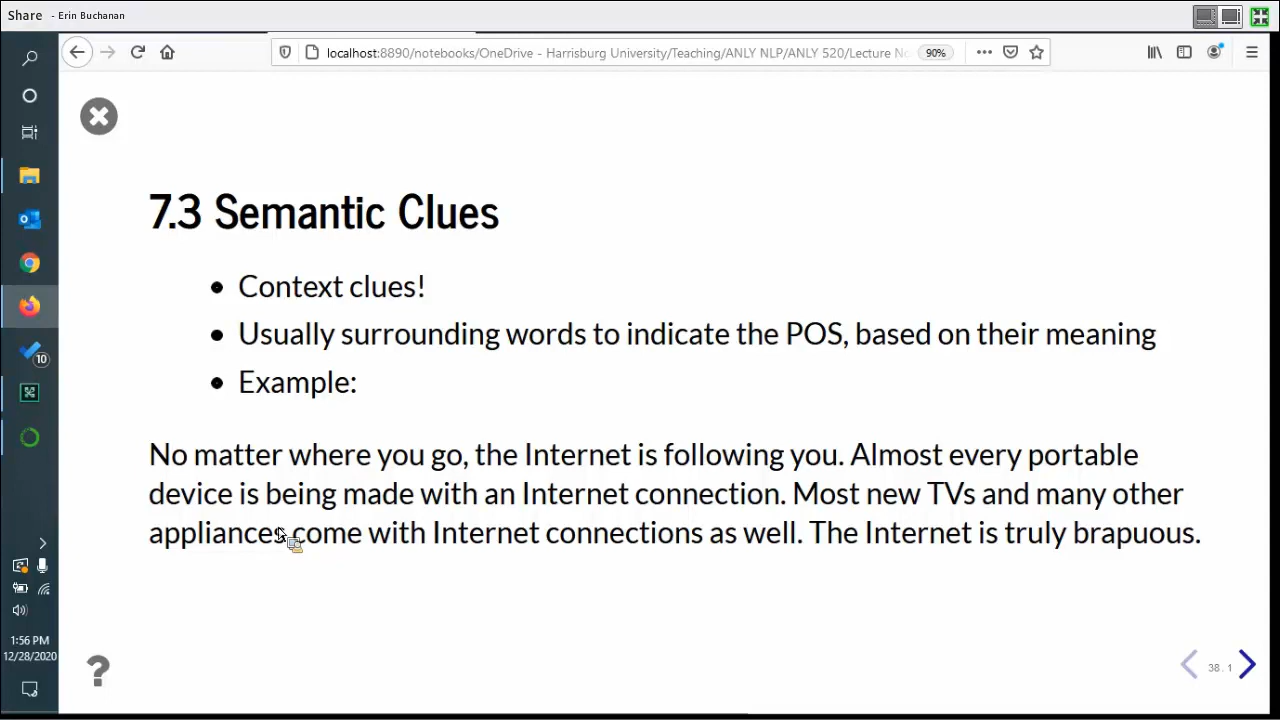 Share - Erin Buchanan
localhost:8890/notebooks/OneDrive - Harrisburg University/Teaching/ANLY NLP/ANLY 520/Lecture 90%
7.3 Semantic Clues
Context clues!
Usually surrounding words to indicate the POS, based on their meaning
Example:
No matter where you go, the Internet is following you. Almost every portable
device is being made with an Internet connection. Most new TVs and many other
appliances come with Internet connections as well. The Internet is truly brapuous.
10
1:56 PM
12/28/2020
?
38.1